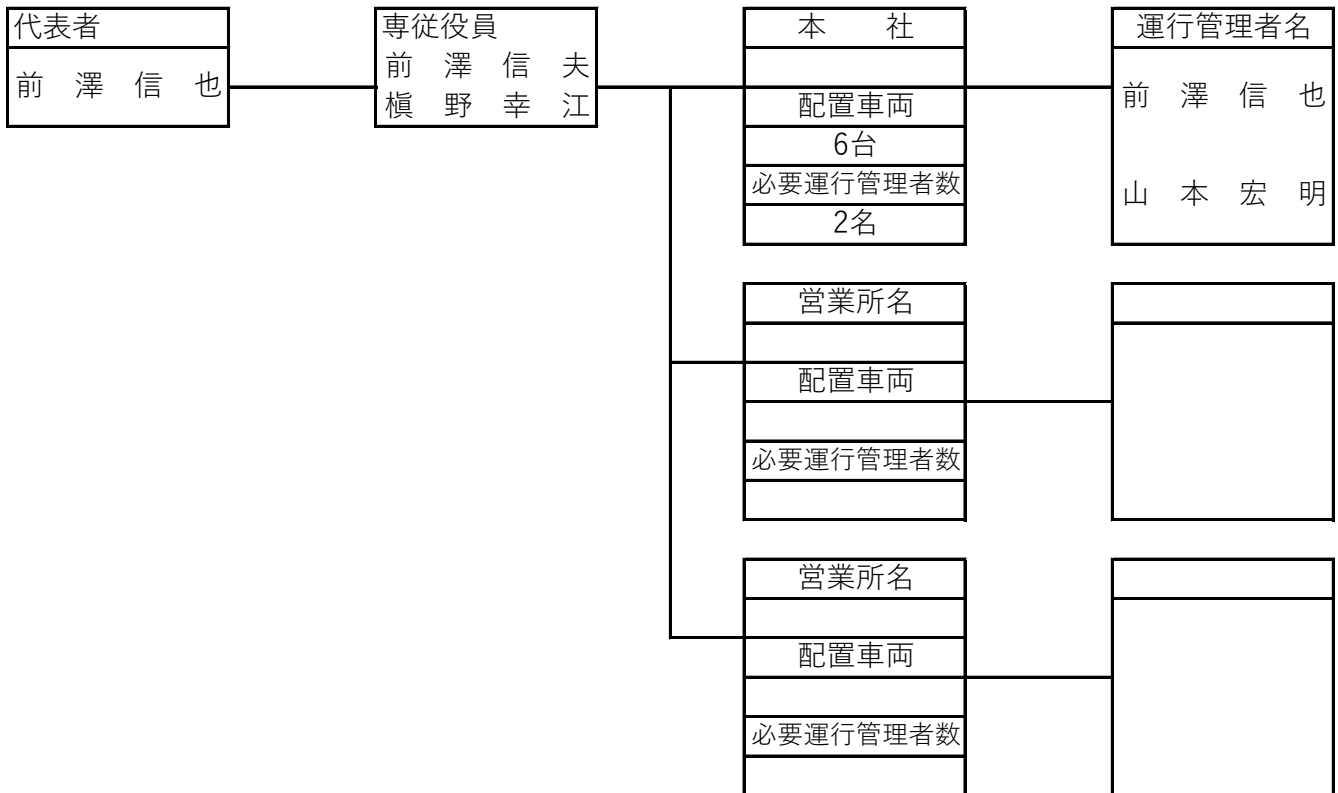 代表者
前 澤 信 也
専従役員
前 澤 信 夫
槇 野 幸 江
本 社
配置車両
6台
必要運行管理者数
2名
運行管理者名
前 澤 信 也
山 本 宏 明
営業所名
配置車両
必要運行管理者数
営業所名
配置車両
必要運行管理者数